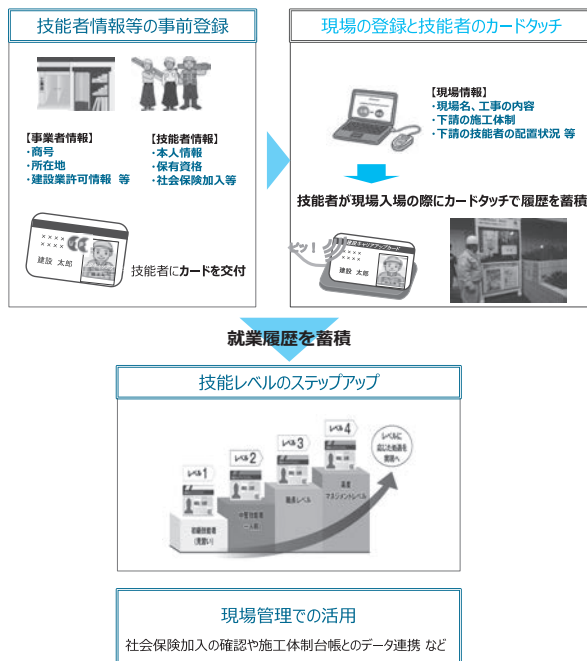 技能者情報等の事前登録
【事業者情報】
・商号
・所在地
・建設業許可情報 等
【技能者情報】
・本人情報
・保有資格
・社会保険加入等
××××
××××
建設 太郎
技能者にカードを交付
現場の登録と技能者のカードタッチ
【現場情報】
・現場名、工事の内容
・下請の施工体制
・下請の技能者の配置状況 等
技能者が現場入場の際にカードタッチで履歴を蓄積
ピッ!
建設キャリアアップカード
××××
××××
建設 太郎
就業履歴を蓄積
技能レベルのステップアップ
レベル1
レベル2
レベル3
レベル4
初級技能者
(見習い)
中堅技能者
職長レベル
高度
マネジメントレベル
レベルに
応じた処遇を
実現へ
現場管理での活用
社会保険加入の確認や施工体制台帳とのデータ連携 など